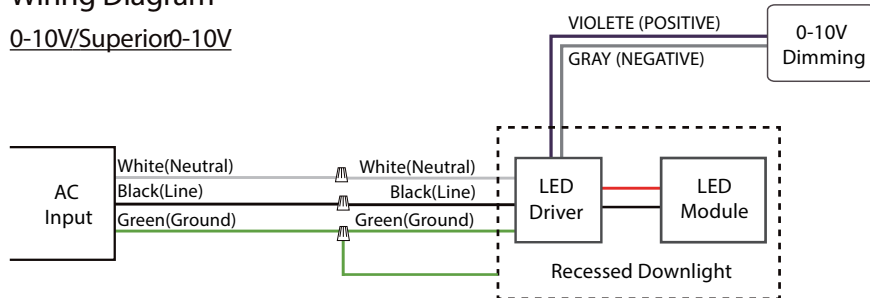 Wiring Diagram
0-10V/Superior0-10V
VIOLETE (POSITIVE)
GRAY (NEGATIVE)
0-10V
Dimming
AC
Input
White(Neutral)
White(Neutral)
Black(Line)
Black(Line)
Green(Ground)
Green(Ground)
LED
Driver
LED
Module
Recessed Downlight